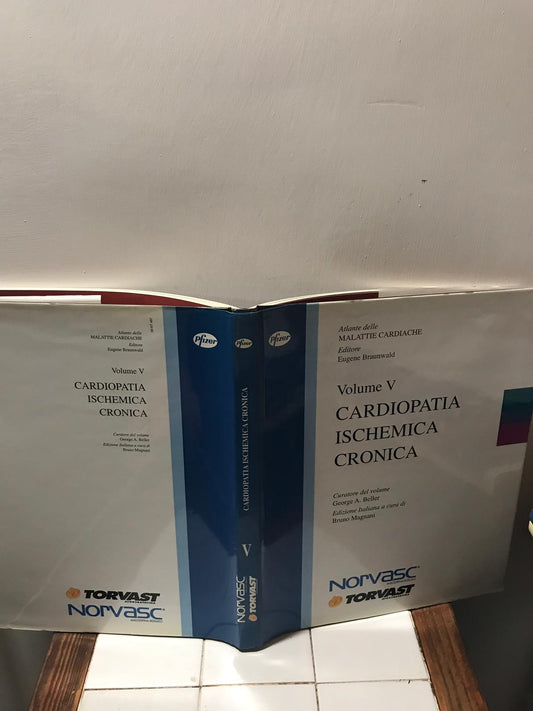 Atlante delle
MALATTIE CARDIACHE
Editore
Eugene Braunwald
Volume V
CARDIOPATIA
ISCHEMICA
CRONICA
Curatore del volume
George A. Beller
Edizione Italiana a cura di
Bruno Magnani
TORVAST
NORVASC
Pfizer
Pfizer
CARDIOPATIA ISCHEMICA CRONICA
V
NORVASC
TORVAST
Pfizer
Atlante delle
MALATTIE CARDIACHE
Editore
Eugene Braunwald
Volume V
CARDIOPATIA
ISCHEMICA
CRONICA
Curatore del volume
George A. Beller
Edizione Italiana a cura di
Bruno Magnani
NORVASC
TORVAST